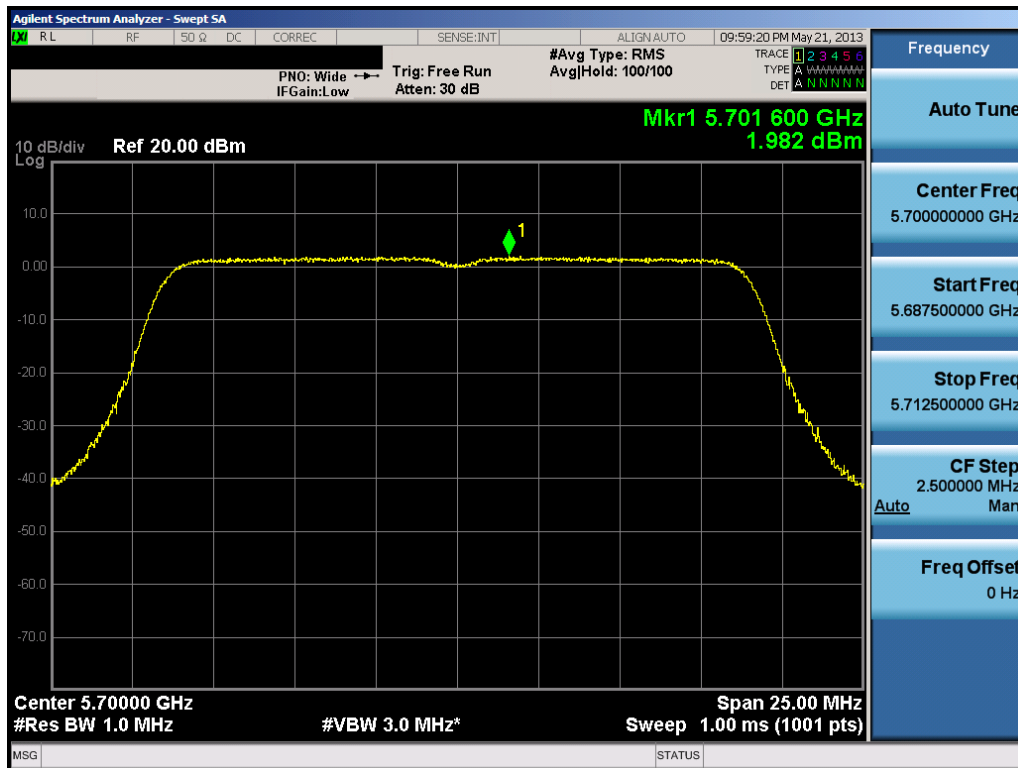 Agilent Spectrum Analyzer - Swept SA
LXI RL RF 50 Ω DC CORREC SENSE:INT ALIGNAUTO 09:59:20 PM May 21, 2013
PNO: Wide
IFGain:Low
Trig: Free Run
Atten: 30 dB
#Avg Type: RMS
Avg|Hold: 100/100
TRACE 1 2 3 4 5 6
TYPE A WWWWWW
DET A N N N N N
Mkr1 5.701 600 GHz
1.982 dBm
10 dB/div Ref 20.00 dBm
Log
1
10.0
0.00
-10.0
-20.0
-30.0
-40.0
-50.0
-60.0
-70.0
Center 5.70000 GHz Span 25.00 MHz
#Res BW 1.0 MHz #VBW 3.0 MHz* Sweep 1.00 ms (1001 pts)
MSG STATUS
Frequency
Auto Tune
Center Freq
5.700000000 GHz
Start Freq
5.687500000 GHz
Stop Freq
5.712500000 GHz
CF Step
2.500000 MHz
Auto Man
Freq Offset
0 Hz